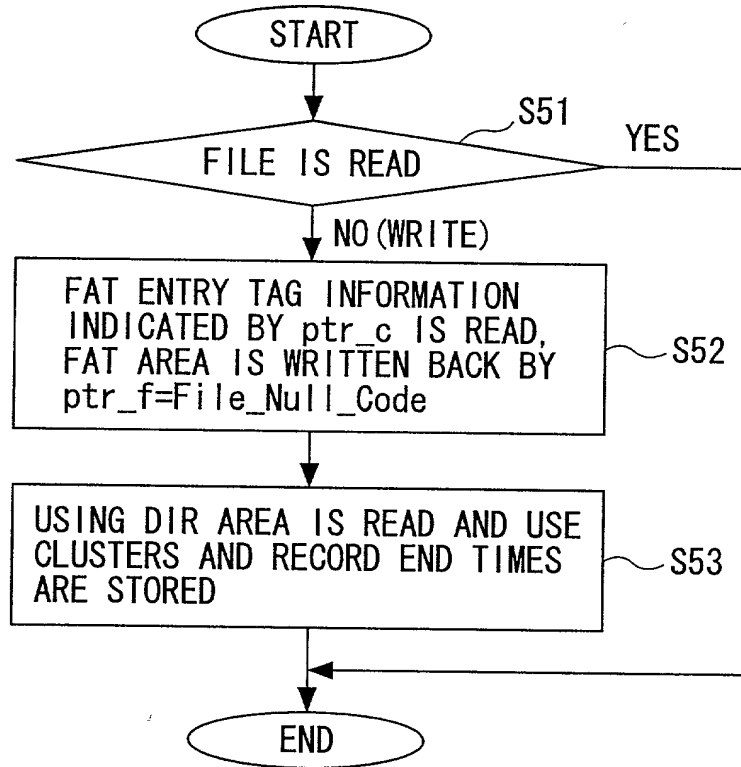 START
S51
YES
FILE IS READ
NO(WRITE)
FAT ENTRY TAG INFORMATION
INDICATED BY ptr_c IS READ,
FAT AREA IS WRITTEN BACK BY
ptr_f=File_Null_Code
S52
USING DIR AREA IS READ AND USE
CLUSTERS AND RECORD END TIMES
ARE STORED
S53
END